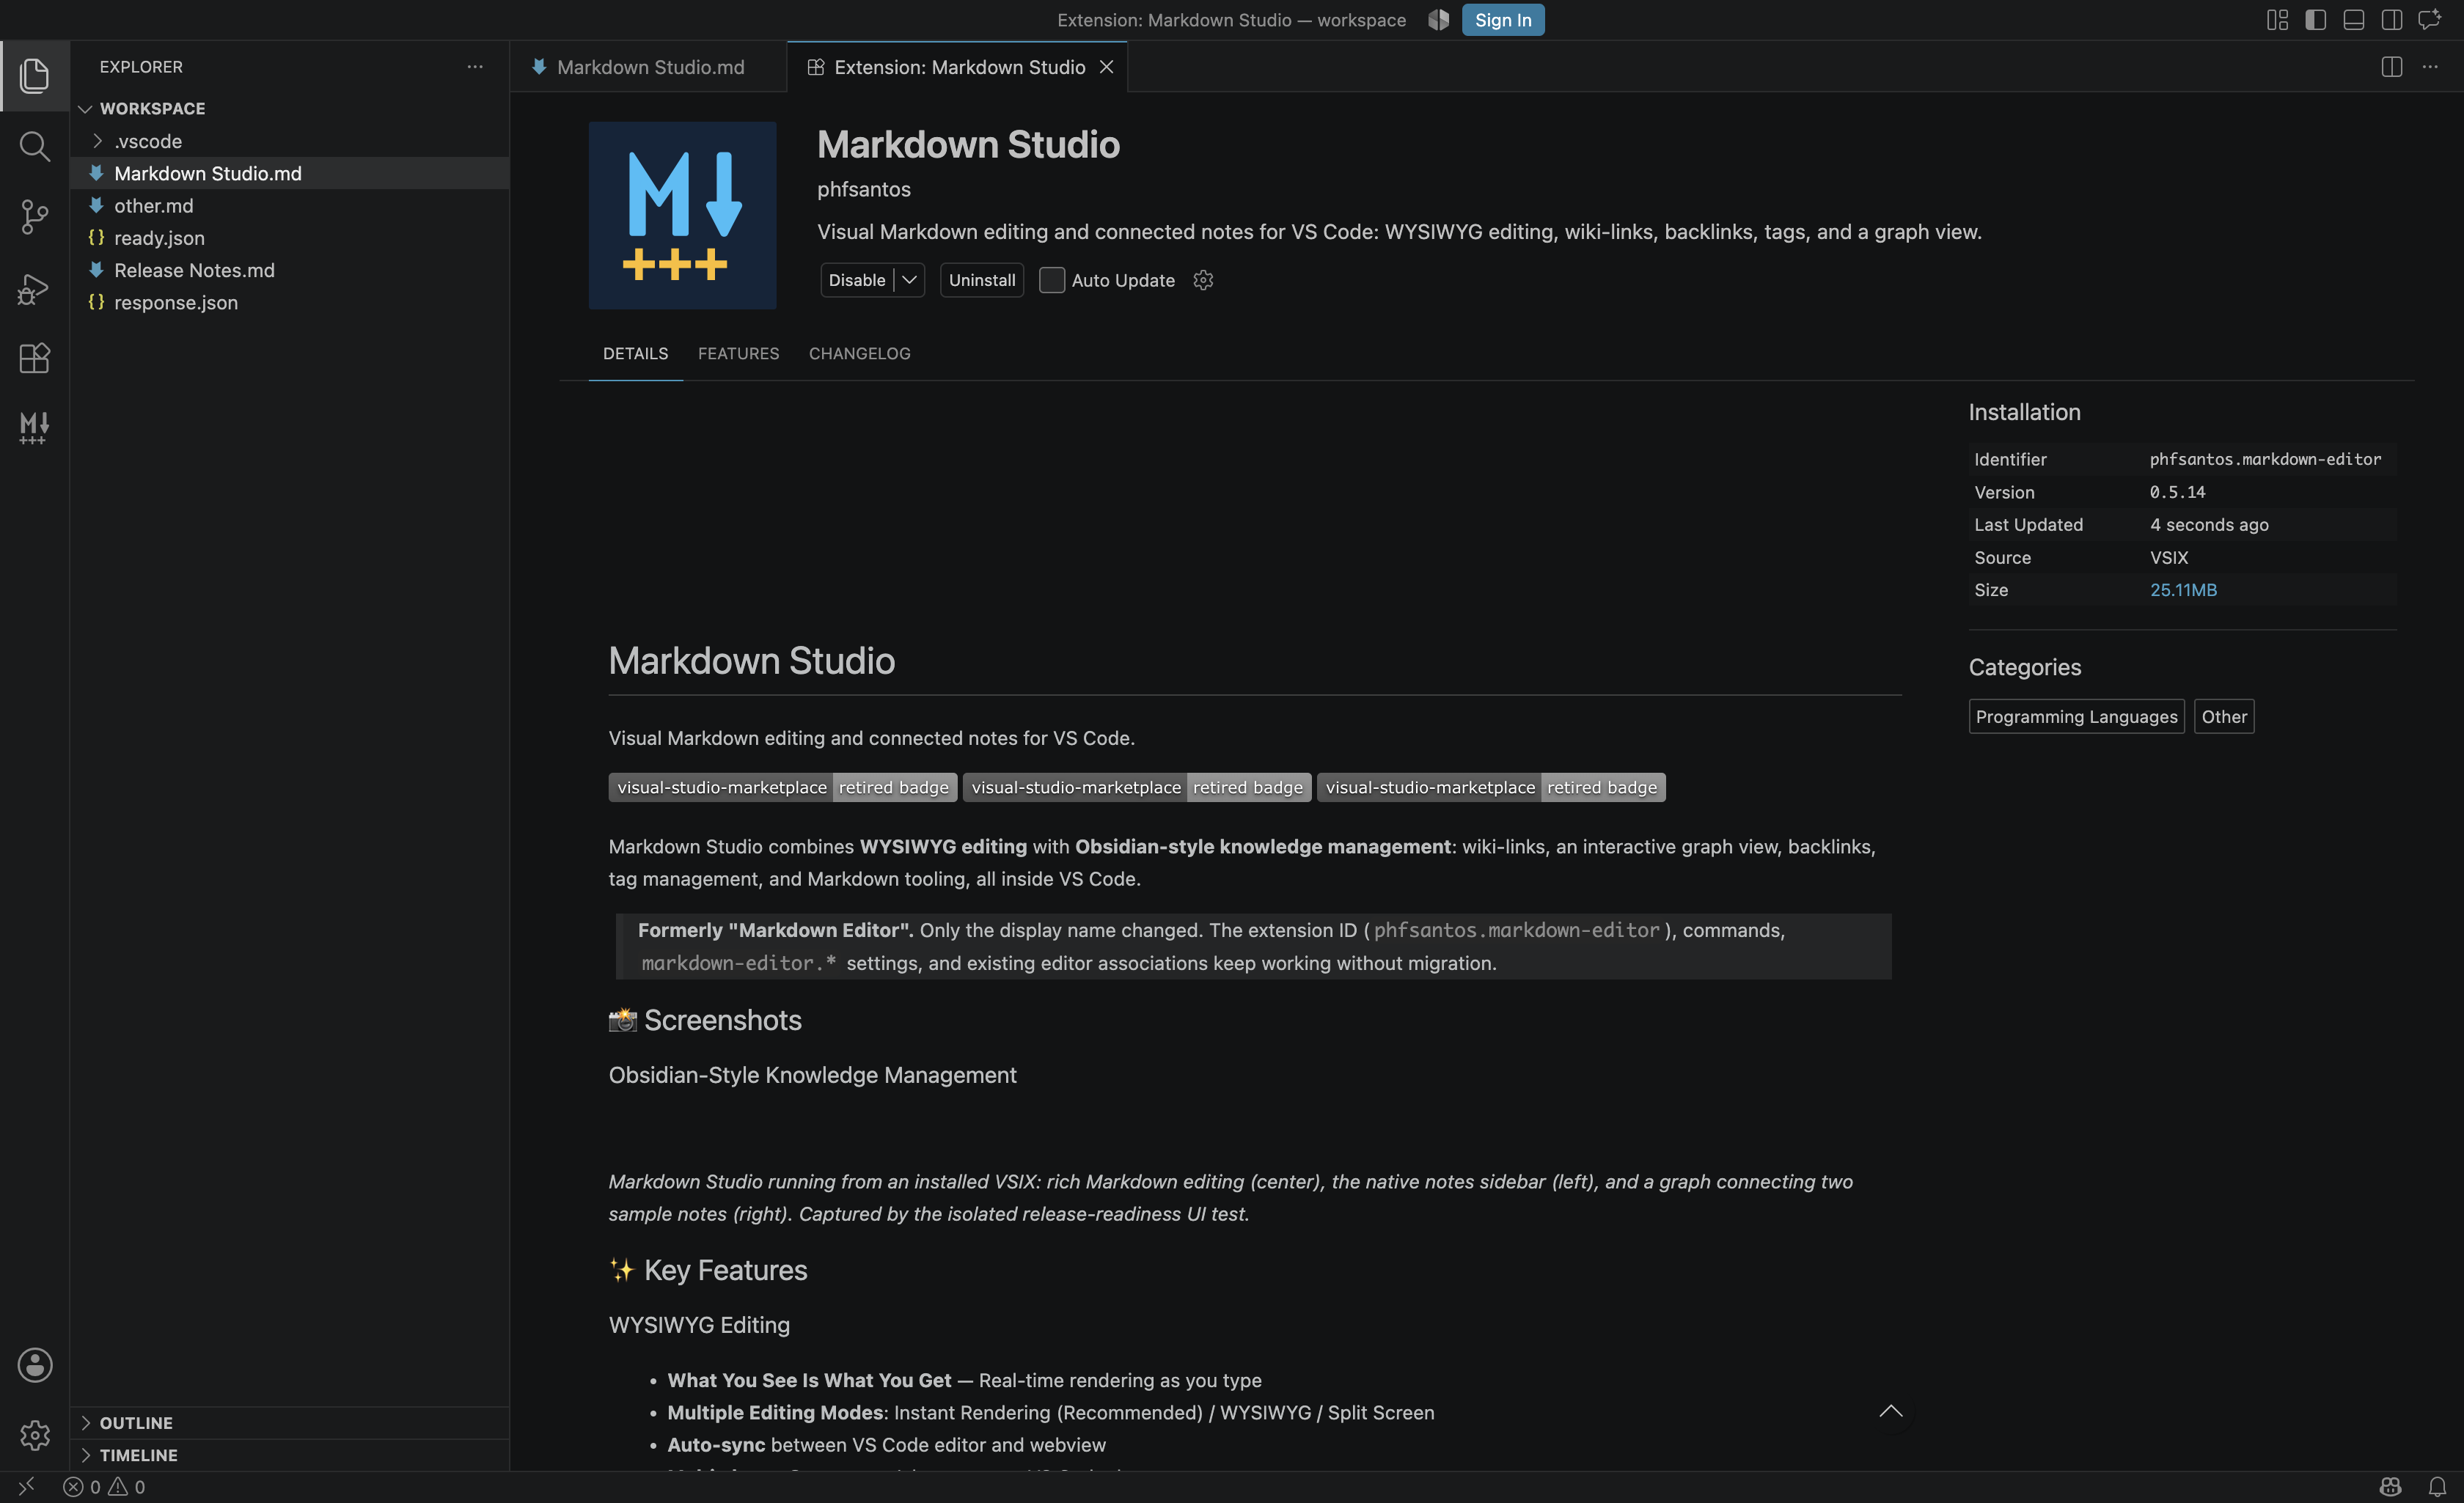 Extension: Markdown Studio — workspace
Sign In
EXPLORER
WORKSPACE
.vscode
Markdown Studio.md
other.md
ready.json
Release Notes.md
response.json
OUTLINE
TIMELINE
Markdown Studio.md
Extension: Markdown Studio
M
+++
Markdown Studio
phfsantos
Visual Markdown editing and connected notes for VS Code: WYSIWYG editing, wiki-links, backlinks, tags, and a graph view.
Disable
Uninstall
Auto Update
DETAILS
FEATURES
CHANGELOG
Markdown Studio
Visual Markdown editing and connected notes for VS Code.
visual-studio-marketplace retired badge visual-studio-marketplace retired badge visual-studio-marketplace retired badge
Markdown Studio combines WYSIWYG editing with Obsidian-style knowledge management: wiki-links, an interactive graph view, backlinks,
tag management, and Markdown tooling, all inside VS Code.
Formerly "Markdown Editor". Only the display name changed. The extension ID ( phfsantos.markdown-editor ), commands,
markdown-editor.* settings, and existing editor associations keep working without migration.
📸 Screenshots
Obsidian-Style Knowledge Management
Markdown Studio running from an installed VSIX: rich Markdown editing (center), the native notes sidebar (left), and a graph connecting two
sample notes (right). Captured by the isolated release-readiness UI test.
✨ Key Features
WYSIWYG Editing
• What You See Is What You Get — Real-time rendering as you type
• Multiple Editing Modes: Instant Rendering (Recommended) / WYSIWYG / Split Screen
• Auto-sync between VS Code editor and webview
Installation
Identifier phfsantos.markdown-editor
Version 0.5.14
Last Updated 4 seconds ago
Source VSIX
Size 25.11MB
Categories
Programming Languages
Other
0 0